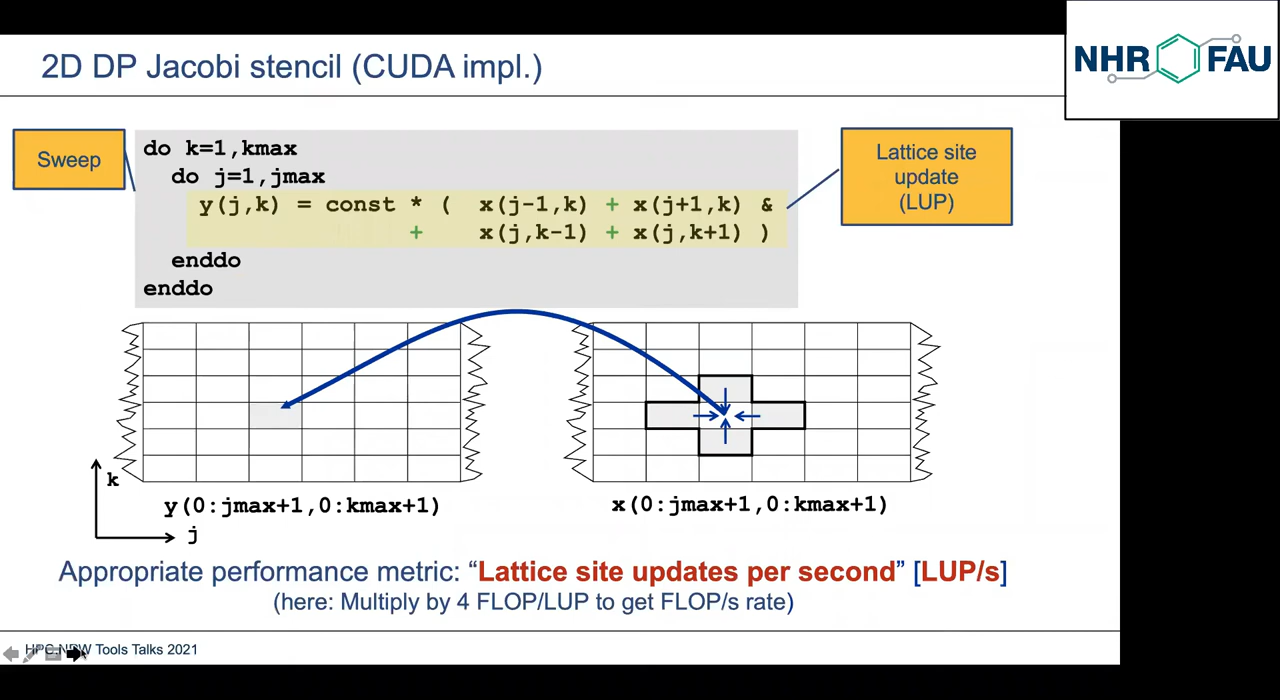 2D DP Jacobi stencil (CUDA impl.)
NHR FAU
Sweep
do k=1,kmax
do j=1,jmax
y(j,k) = const * ( x(j-1,k) + x(j+1,k) &
+ x(j,k-1) + x(j,k+1) )
enddo
enddo
Lattice site
update
(LUP)
k
j
y(0:jmax+1,0:kmax+1)
x(0:jmax+1,0:kmax+1)
Appropriate performance metric: “Lattice site updates per second” [LUP/s]
(here: Multiply by 4 FLOP/LUP to get FLOP/s rate)
HPC.NRW Tools Talks 2021